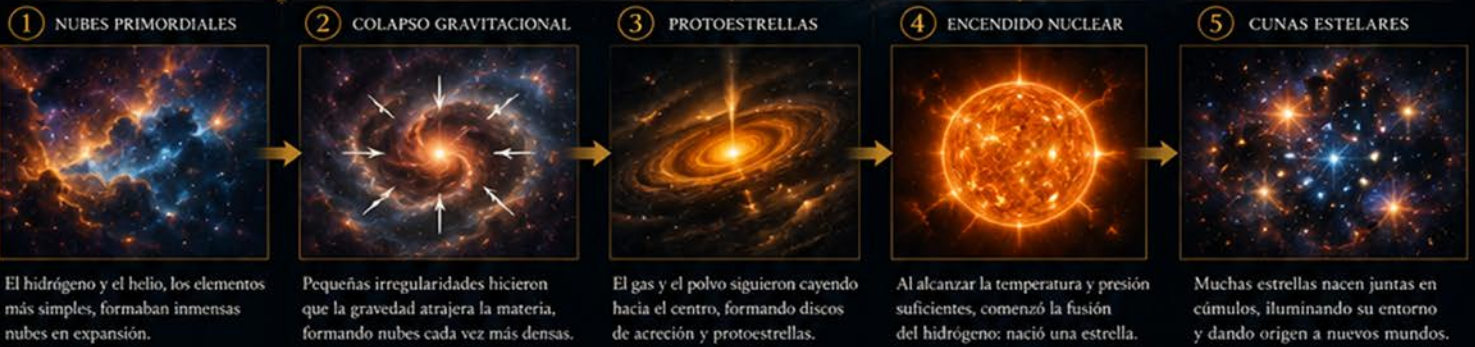 1 NUBES PRIMORDIALES
El hidrógeno y el helio, los elementos
más simples, formaban inmensas
nubes en expansión.
2 COLAPSO GRAVITACIONAL
Pequeñas irregularidades hicieron
que la gravedad atrajera la materia,
formando nubes cada vez más densas.
3 PROTOESTRELLAS
El gas y el polvo siguieron cayendo
hacia el centro, formando discos
de acreción y protoestrellas.
4 ENCENDIDO NUCLEAR
Al alcanzar la temperatura y presión
suficientes, comenzó la fusión
del hidrógeno: nació una estrella.
5 CUNAS ESTELARES
Muchas estrellas nacen juntas en
cúmulos, iluminando su entorno
y dando origen a nuevos mundos.